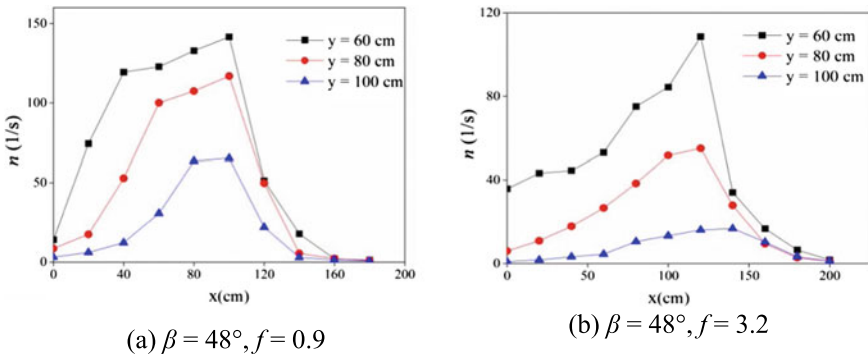 150
100
50
0
n (1/s)
0 40 80 120 160 200
x(cm)
y = 60 cm
y = 80 cm
y = 100 cm
(a) β = 48°, f = 0.9
120
80
40
0
n (1/s)
0 50 100 150 200
x(cm)
y = 60 cm
y = 80 cm
y = 100 cm
(b) β = 48°, f = 3.2